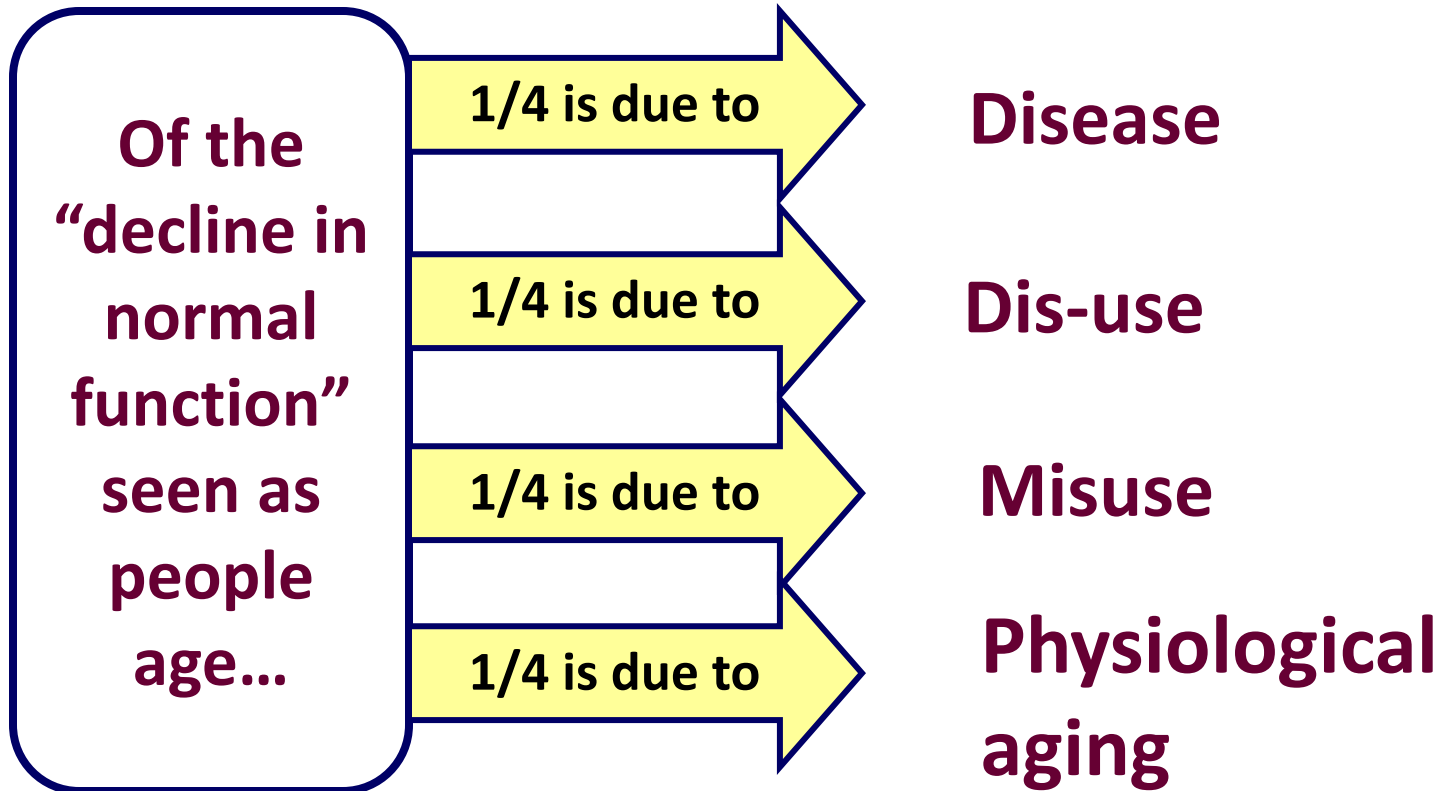 Of the
“decline in
normal
function”
seen as
people
age...
1/4 is due to
Disease
1/4 is due to
Dis-use
1/4 is due to
Misuse
1/4 is due to
Physiological
aging